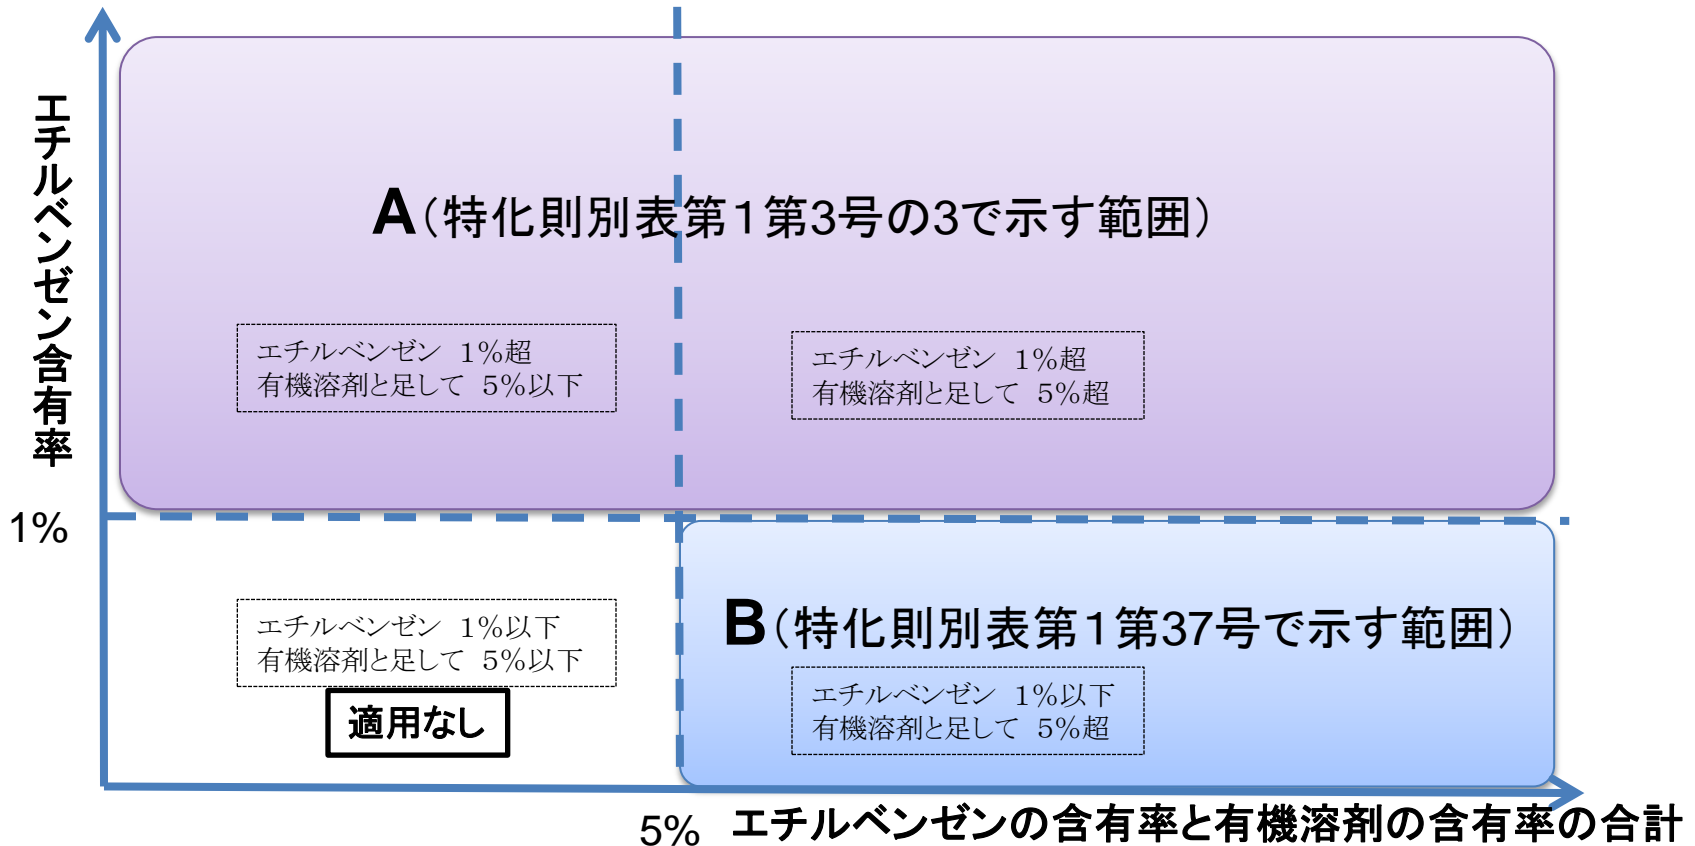 エチルベンゼン含有率
A（特化則別表第１第3号の3で示す範囲）
エチルベンゼン １％超
有機溶剤と足して ５％以下
エチルベンゼン １％超
有機溶剤と足して ５％超
1%
エチルベンゼン １％以下
有機溶剤と足して ５％以下
適用なし
B（特化則別表第１第37号で示す範囲）
エチルベンゼン １％以下
有機溶剤と足して ５％超
5%
エチルベンゼンの含有率と有機溶剤の含有率の合計